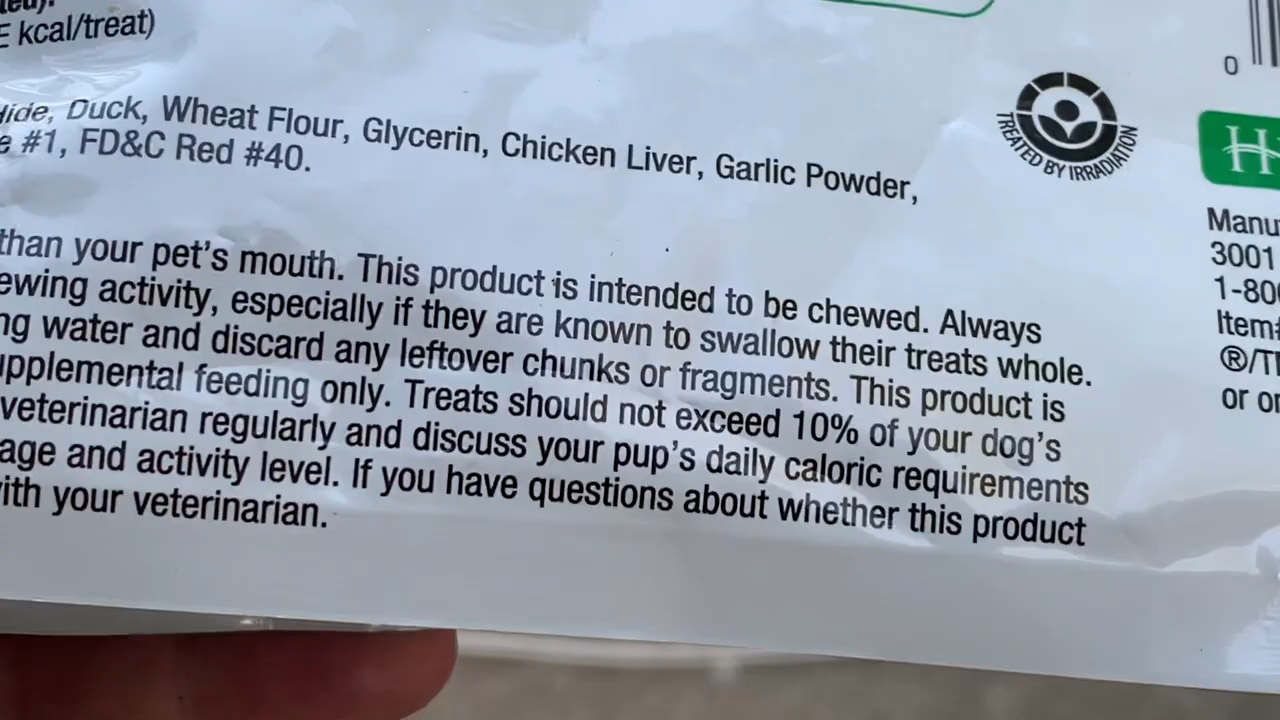 kcal/treat)
Hide, Duck, Wheat Flour, Glycerin, Chicken Liver, Garlic Powder,
#1, FD&C Red #40.
TREATED BY IRRADIATION
than your pet's mouth. This product is intended to be chewed. Always
ewing activity, especially if they are known to swallow their treats whole.
ng water and discard any leftover chunks or fragments. This product is
upplemental feeding only. Treats should not exceed 10% of your dog's
veterinarian regularly and discuss your pup's daily caloric requirements
age and activity level. If you have questions about whether this product
ith your veterinarian.
0
H
Manu
3001
1-80
Item
®/T
or or